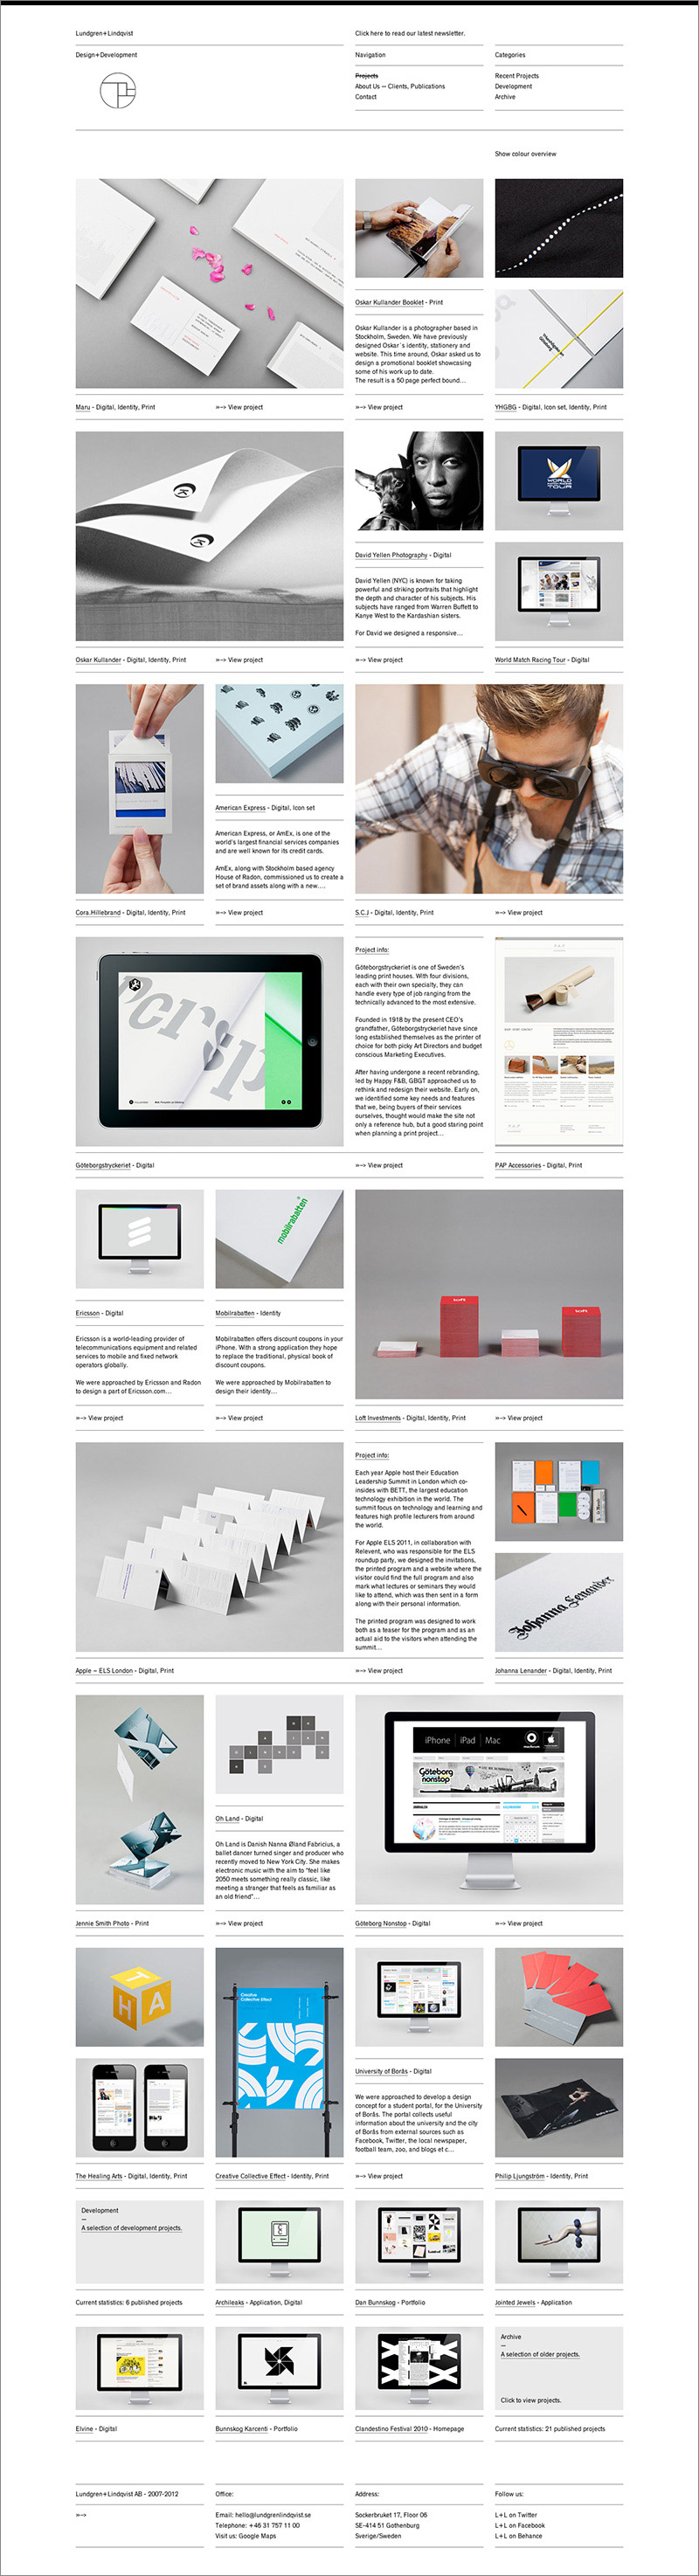 Lundgren+Lindqvist
Click here to read our latest newsletter.
Design+Development
Navigation
Categories
Projects
About Us — Clients, Publications
Contact
Recent Projects
Development
Archive
Show colour overview
Oskar Kullander Booklet - Print
Oskar Kullander is a photographer based in
Stockholm, Sweden. We have previously
designed Oskar´s identity, stationery and
website. This time around, Oskar asked us to
design a promotional booklet showcasing
some of his work up to date.
The result is a 50 page perfect bound…
Maru - Digital, Identity, Print
»–> View project
»–> View project
YHGBG - Digital, Icon set, Identity, Print
WORLD
TOUR
David Yellen Photography - Digital
David Yellen (NYC) is known for taking
powerful and striking portraits that highlight
the depth and character of his subjects. His
subjects have ranged from Warren Buffett to
Kanye West to the Kardashian sisters.
For David we designed a responsive…
Oskar Kullander - Digital, Identity, Print
»–> View project
»–> View project
World Match Racing Tour - Digital
American Express - Digital, Icon set
American Express, or AmEx, is one of the
world's largest financial services companies
and are well known for its credit cards.
AmEx, along with Stockholm based agency
House of Radon, commissioned us to create a
set of brand assets along with a new…
Cora.Hillebrand - Digital, Identity, Print
»–> View project
S.C.J - Digital, Identity, Print
»–> View project
Persp
Project info:
Göteborgstryckeriet is one of Sweden's
leading print houses. With four divisions,
each with their own specialty, they can
handle every type of job ranging from the
technically advanced to the most extensive.
Founded in 1918 by the present CEO's
grandfather, Göteborgstryckeriet have since
long established themselves as the printer of
choice for both picky Art Directors and budget
conscious Marketing Executives.
After having undergone a recent rebranding,
led by Happy F&B, GBGT approached us to
rethink and redesign their website. Early on,
we identified some key needs and features
that we, being buyers of their services
ourselves, thought would make the site not
only a reference hub, but a good staring point
when planning a print project…
PAP
Göteborgstryckeriet - Digital
»–> View project
PAP Accessories - Digital, Print
mobilrabatten
Ericsson - Digital
Mobilrabatten - Identity
Ericsson is a world-leading provider of
telecommunications equipment and related
services to mobile and fixed network
operators globally.
We were approached by Ericsson and Radon
to design a part of Ericsson.com…
Mobilrabatten offers discount coupons in your
iPhone. With a strong application they hope
to replace the traditional, physical book of
discount coupons.
We were approached by Mobilrabatten to
design their identity…
»–> View project
»–> View project
Loft Investments - Digital, Identity, Print
»–> View project
Project info:
Each year Apple host their Education
Leadership Summit in London which co-
insides with BETT, the largest education
technology exhibition in the world. The
summit focus on technology and learning and
features high profile lecturers from around
the world.
For Apple ELS 2011, in collaboration with
Relevent, who was responsible for the ELS
roundup party, we designed the invitations,
the printed program and a website where the
visitor could find the full program and also
mark what lectures or seminars they would
like to attend, which was then sent in a form
along with their personal information.
The printed program was designed to work
both as a teaser for the program and as an
actual aid to the visitors when attending the
summit…
Johanna Lenander
Apple – ELS London - Digital, Print
»–> View project
Johanna Lenander - Digital, Identity, Print
iPhone iPad Mac
Göteborg
nonstop
Oh Land - Digital
Oh Land is Danish Nanna Øland Fabricius, a
ballet dancer turned singer and producer who
recently moved to New York City. She makes
electronic music with the aim to "feel like
2050 meets something really classic, like
meeting a stranger that feels as familiar as
an old friend"…
Jennie Smith Photo - Print
»–> View project
Göteborg Nonstop - Digital
»–> View project
T
H A
Creative
Collective Effect
University of Borås - Digital
We were approached to develop a design
concept for a student portal, for the University
of Borås. The portal collects useful
information about the university and the city
of Borås from external sources such as
Facebook, Twitter, the local newspaper,
football team, zoo, and blogs et c…
The Healing Arts - Digital, Identity, Print
Creative Collective Effect - Identity, Print
»–> View project
Philip Ljungström - Identity, Print
Development
—
A selection of development projects.
Current statistics: 6 published projects
Archileaks - Application, Digital
Dan Bunnskog - Portfolio
Jointed Jewels - Application
Archive
—
A selection of older projects.
Click to view projects.
Elvine - Digital
Bunnskog Karcenti - Portfolio
Clandestino Festival 2010 - Homepage
Current statistics: 21 published projects
Lundgren+Lindqvist AB - 2007-2012
Office:
Address:
Follow us:
»–>
Email: hello@lundgrenlindqvist.se
Telephone: +46 31 757 11 00
Visit us: Google Maps
Sockerbruket 17, Floor 06
SE-414 51 Gothenburg
Sverige/Sweden
L+L on Twitter
L+L on Facebook
L+L on Behance